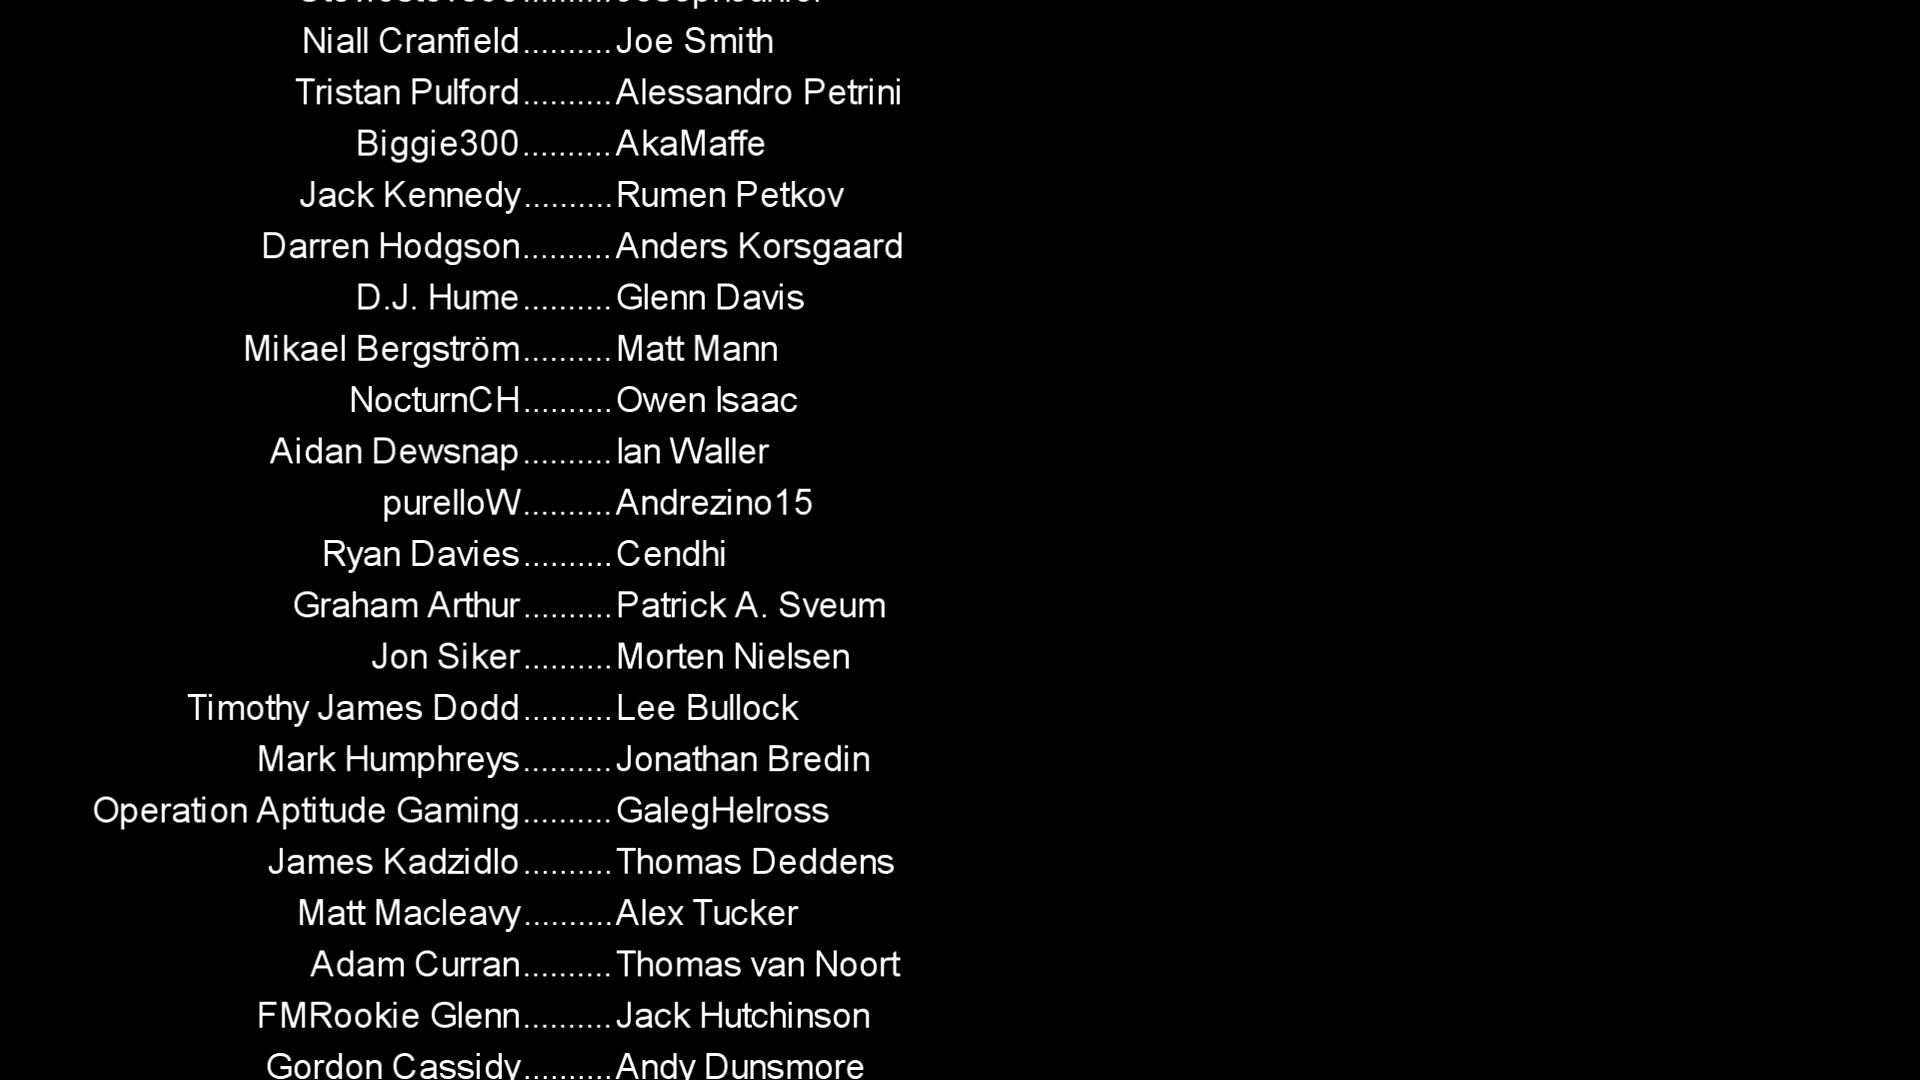 Niall Cranfield..........Joe Smith
Tristan Pulford..........Alessandro Petrini
Biggie300..........AkaMaffe
Jack Kennedy..........Rumen Petkov
Darren Hodgson..........Anders Korsgaard
D.J. Hume..........Glenn Davis
Mikael Bergström..........Matt Mann
NocturnCH..........Owen Isaac
Aidan Dewsnap..........Ian Waller
purelloW..........Andrezino15
Ryan Davies..........Cendhi
Graham Arthur..........Patrick A. Sveum
Jon Siker..........Morten Nielsen
Timothy James Dodd..........Lee Bullock
Mark Humphreys..........Jonathan Bredin
Operation Aptitude Gaming..........GalegHelross
James Kadzidlo..........Thomas Deddens
Matt Macleavy..........Alex Tucker
Adam Curran..........Thomas van Noort
FMRookie Glenn..........Jack Hutchinson
Gordon Cassidy..........Andy Dunsmore